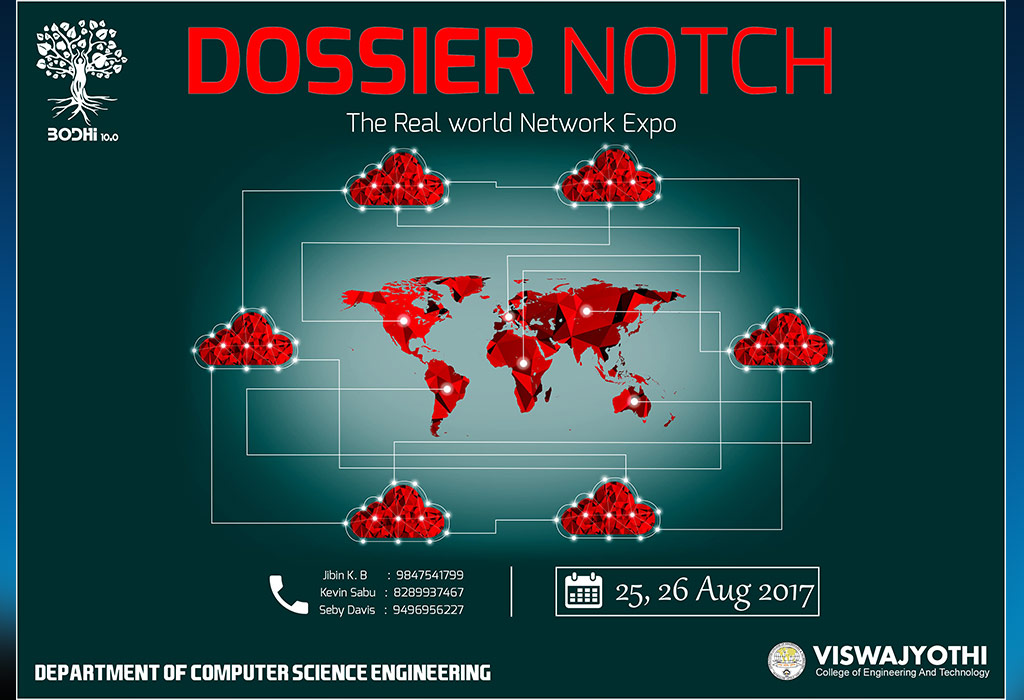 DOSSIER NOTCH
The Real world Network Expo
BODHi 10.0
Jibin K. B : 9847541799
Kevin Sabu : 8289937467
Seby Davis : 9496956227
25, 26 Aug 2017
DEPARTMENT OF COMPUTER SCIENCE ENGINEERING
VISWAJYOTHI
College of Engineering And Technology